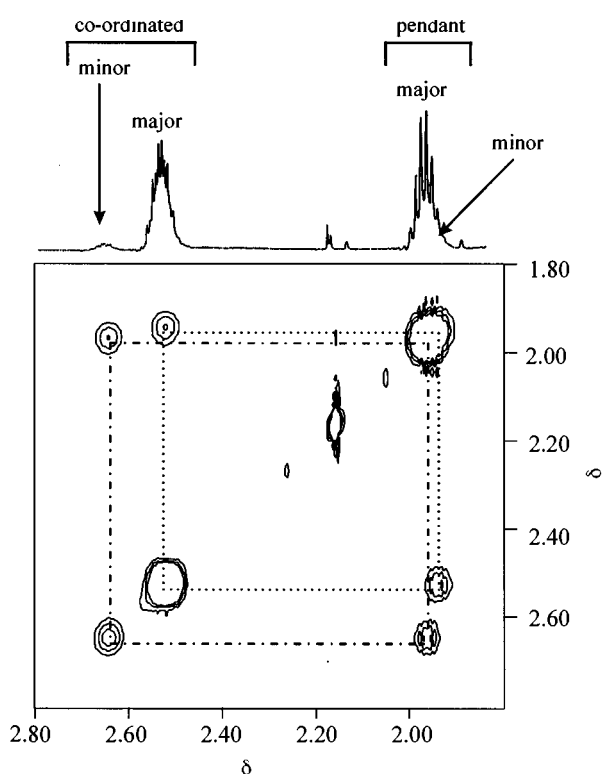 co-ordinated pendant
minor
major
major
minor
1.80
2.00
2.20
2.40
2.60
δ
2.80 2.60 2.40 2.20 2.00
δ